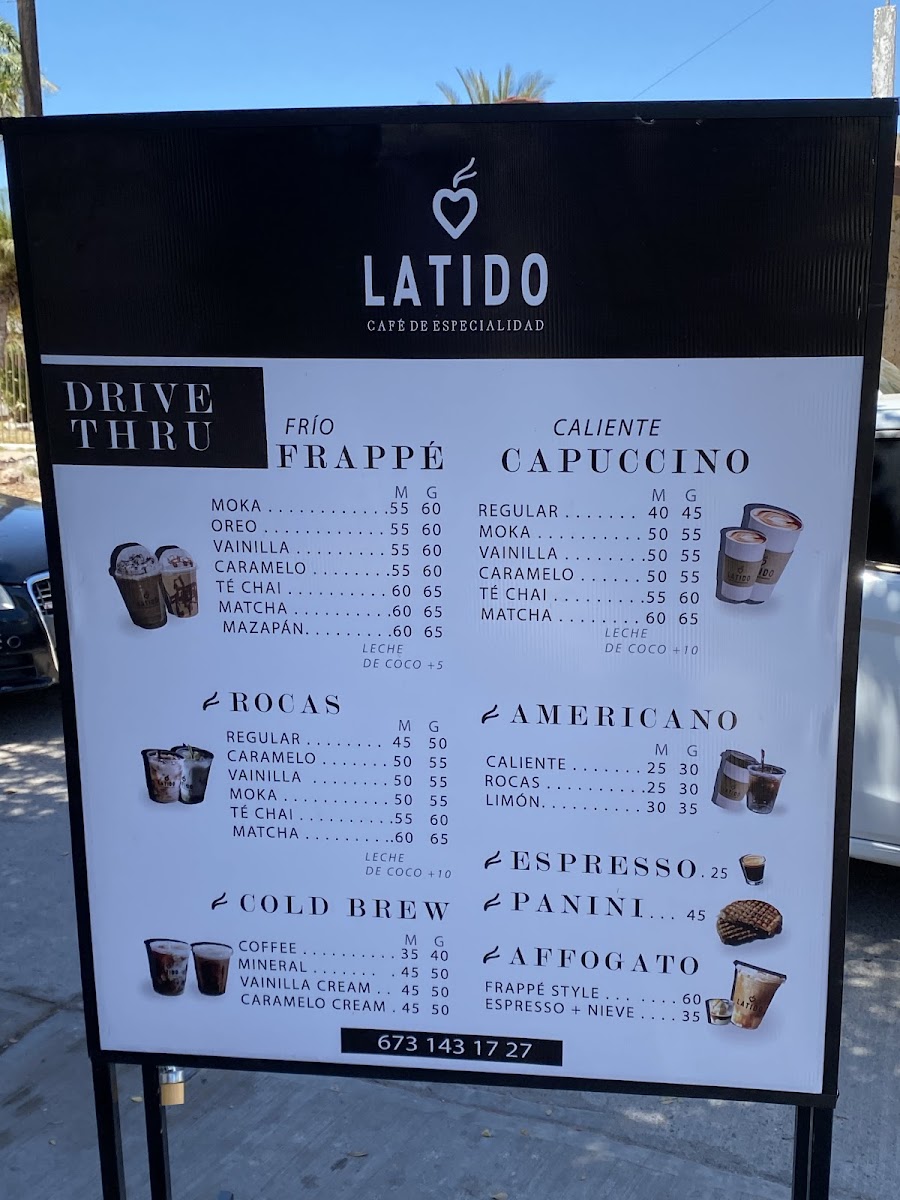 LATIDO
CAFÉ DE ESPECIALIDAD
DRIVE
THRU
FRÍO
FRAPPÉ
M G
MOKA ............55 60
OREO ............55 60
VAINILLA .........55 60
CARAMELO ........55 60
TÉ CHAI ..........60 65
MATCHA ..........60 65
MAZAPÁN.........60 65
LECHE
DE COCO +5
CALIENTE
CAPUCCINO
M G
REGULAR ....... 40 45
MOKA .......... 50 55
VAINILLA ........50 55
CARAMELO ...... 50 55
TÉ CHAI .........55 60
MATCHA ........ 60 65
LECHE
DE COCO +10
ROCAS
M G
REGULAR ........ 45 50
CARAMELO ...... 50 55
VAINILLA ........ 50 55
MOKA .......... 50 55
TÉ CHAI .........55 60
MATCHA .........60 65
LECHE
DE COCO +10
AMERICANO
M G
CALIENTE .......25 30
ROCAS ..........25 30
LIMÓN.......... 30 35
ESPRESSO. 25
PANINI... 45
COLD BREW
M G
COFFEE ......... 35 40
MINERAL ....... . 45 50
VAINILLA CREAM .. 45 50
CARAMELO CREAM . 45 50
AFFOGATO
FRAPPÉ STYLE ... ....60
ESPRESSO + NIEVE ....35
673 143 17 27